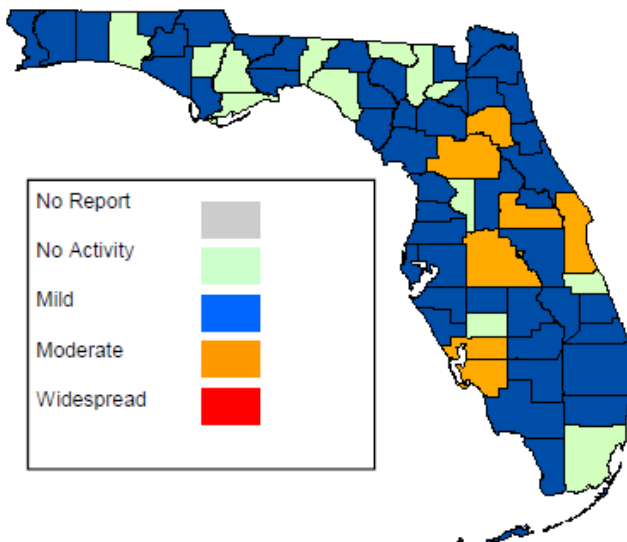 No Report
No Activity
Mild
Moderate
Widespread